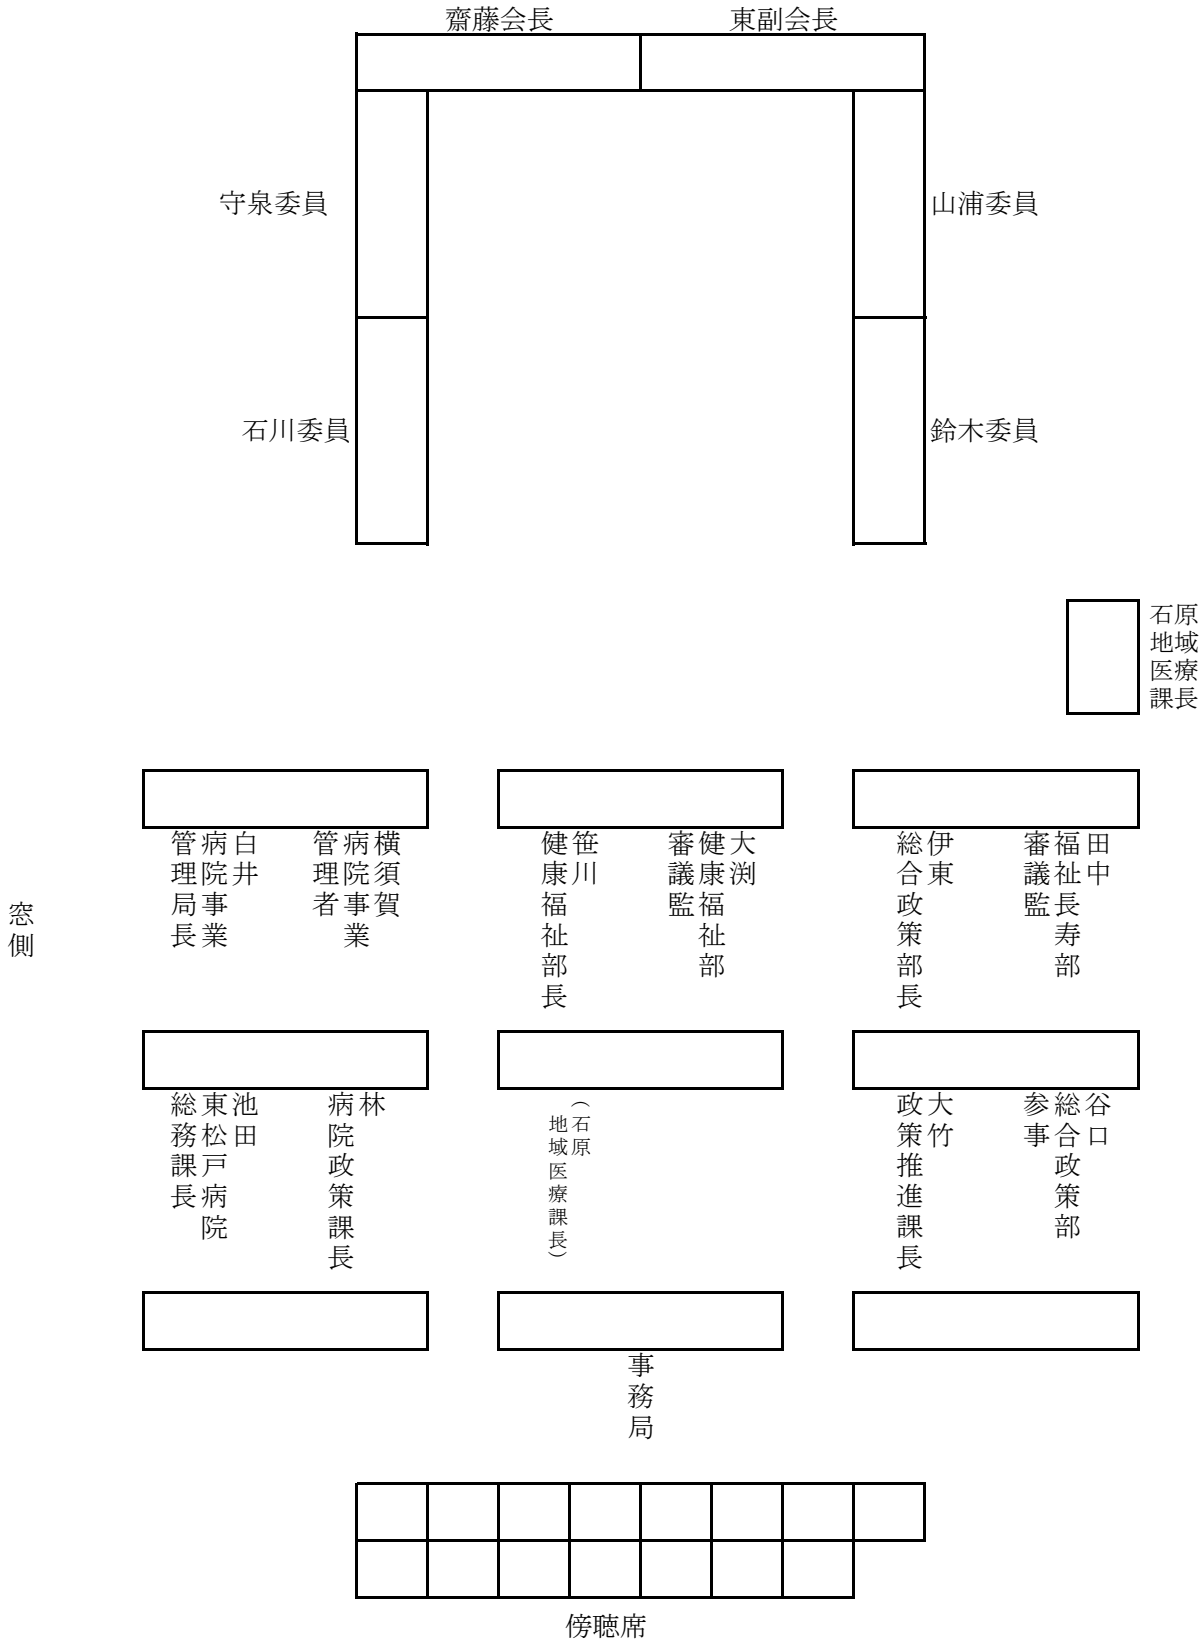 齋藤会長
東副会長
守泉委員
山浦委員
石川委員
鈴木委員
石原
地域
医療
課長
白井
病院事業
管理局長
横須賀
病院事業
管理者
笹川
健康福祉部長
大渕
健康福祉部
審議監
伊東
総合政策部長
田中
福祉長寿部
審議監
窓側
池田
東松戸病院
総務課長
林
病院政策課長
（石原
地域医療課長）
大竹
政策推進課長
谷口
総合政策部
参事
事務局
傍聴席